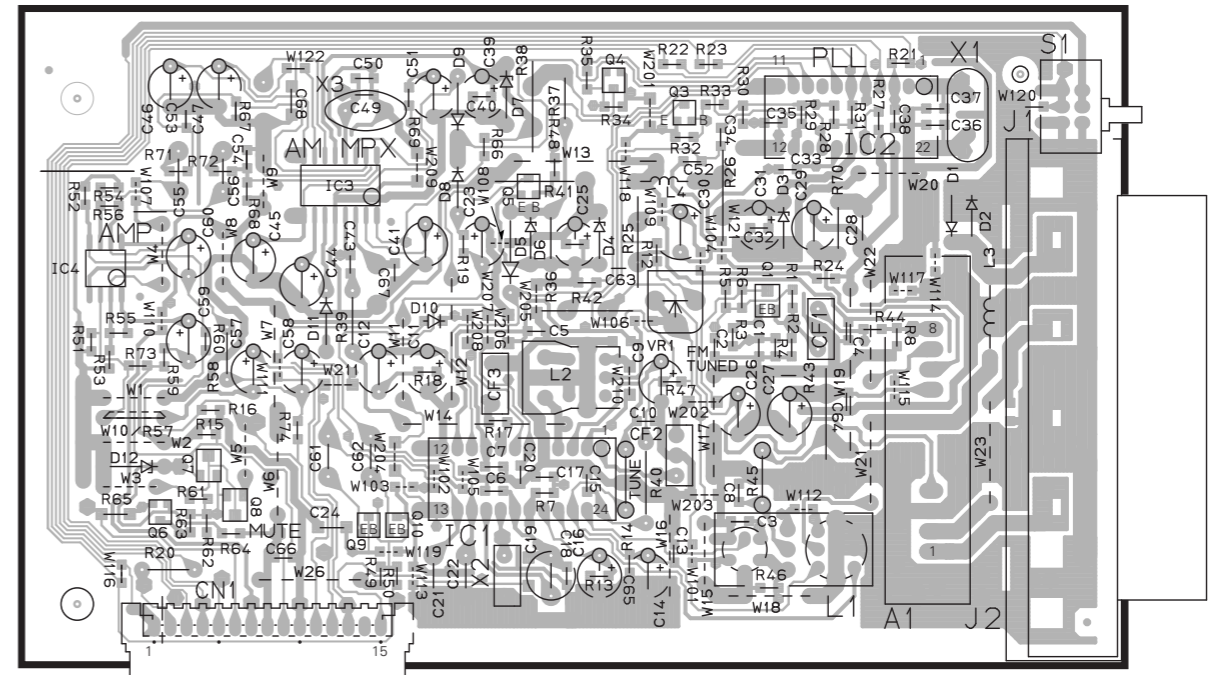 W122
X3
C50
C49
C51
D9
C39
R38
D7
C40
R35
Q4
W201
R22
R23
11
PLL
R21
1
X1
S1
R37
R34
Q3
E
B
R33
R30
C35
R29
R31
R27
C38
C37
C36
W120
J1
C53
C47
R67
C68
R69
W209
R66
R48
W13
R32
C52
C34
R26
12
R28
IC2
22
C33
R71
R72
C54
AM MPX
IC3
D8
W108
Q5
E B
R41
W118
W109
L4
C30
C31
D3
C29
R70
W20
D1
D2
R52
R54
R56
W107
C55
C56
W9
AMP
IC4
C60
W8
R68
C45
C44
C43
C41
C67
C23
R19
D5
D6
C25
D4
R25
R12
C63
W104
W121
C32
C28
W22
R24
W117
W114
L3
W110
C59
R55
R51
R53
R73
R59
R60
R58
C57
W7
C58
D11
R39
C12
W11
C11
D10
W207
W205
R36
R42
W106
W208
W206
C5
VR1
R5
R6
Q1
R1
R3
C2
C1
R2
R4
CF1
C4
R44
R8
8
W111
W211
R18
W12
CF3
L2
W210
C9
FM
TUNED
R47
C26
C27
R43
W19
C64
W115
W1
W10
R57
W2
R16
R15
W5
R74
W14
R17
C10
W202
CF2
W17
D12
W3
Q7
R65
R61
Q8
W6
C61
C62
W204
W103
12
W102
W105
C7
C6
C20
C17
C15
R7
TUNE
R40
W203
C8
R45
W21
W23
W112
13
24
Q6
R63
R62
MUTE
R64
C66
C24
Q9
EB
EB
Q10
IC1
C19
C18
C16
R14
W16
C13
C3
R20
W116
CN1
W26
R49
R50
W119
W113
C21
C22
X2
R13
C65
C14
W101
W15
R46
W18
L1
1
A1
J2
1
15